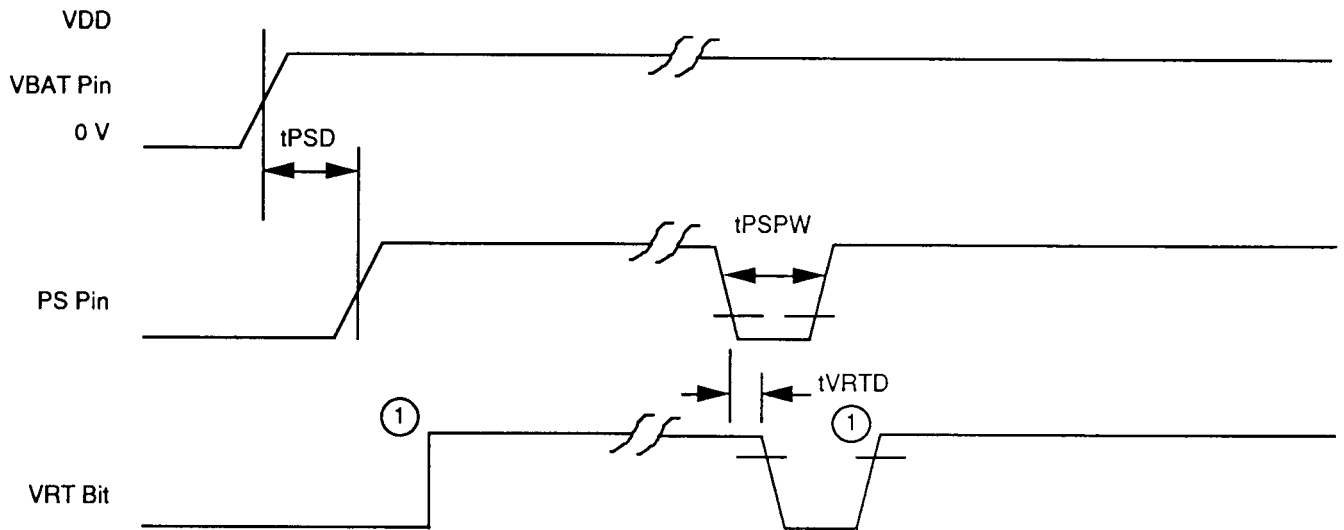 VDD
VBAT Pin
0 V
tPSD
tPSPW
PS Pin
tVRTD
1
1
VRT Bit